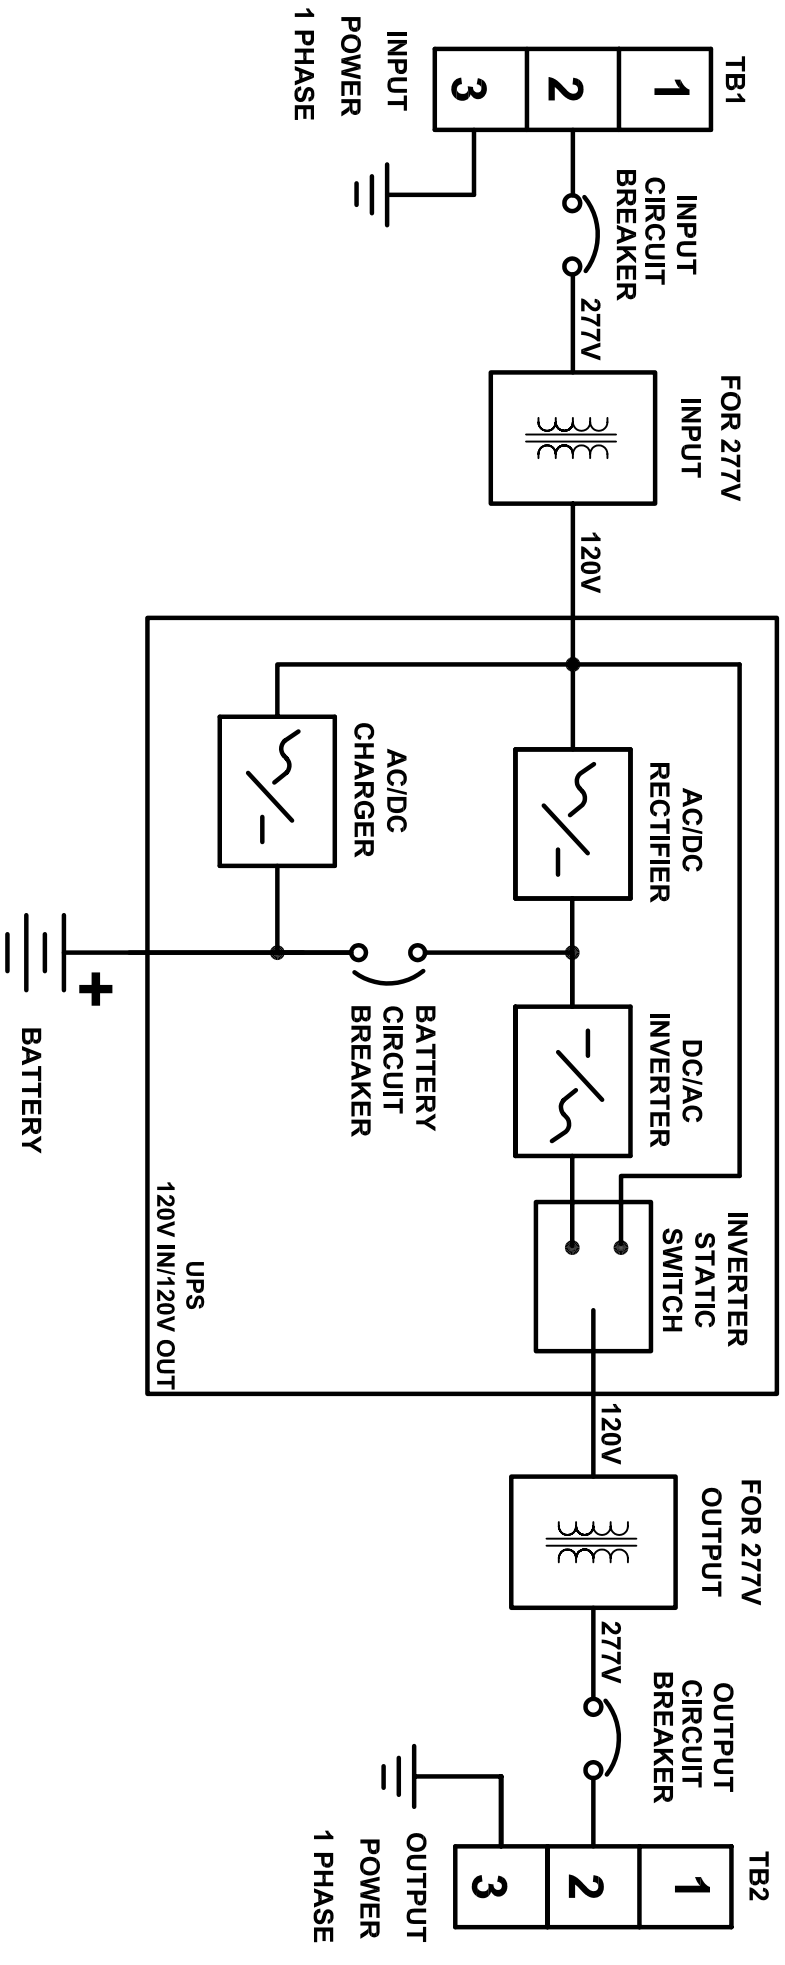 TB1
1
2
3
INPUT
POWER
1 PHASE
INPUT
CIRCUIT
BREAKER
277V
FOR 277V
INPUT
120V
AC/DC
RECTIFIER
AC/DC
CHARGER
DC/AC
INVERTER
BATTERY
CIRCUIT
BREAKER
+
BATTERY
INVERTER
STATIC
SWITCH
UPS
120V IN/120V OUT
120V
FOR 277V
OUTPUT
277V
OUTPUT
CIRCUIT
BREAKER
TB2
1
2
3
OUTPUT
POWER
1 PHASE